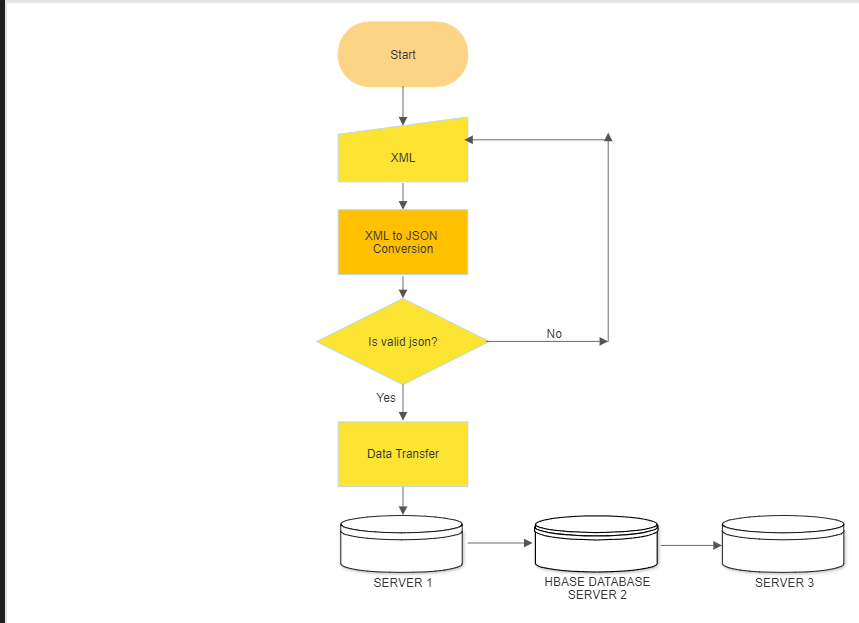 Start
XML
XML to JSON
Conversion
Is valid json?
No
Yes
Data Transfer
SERVER 1
HBASE DATABASE
SERVER 2
SERVER 3